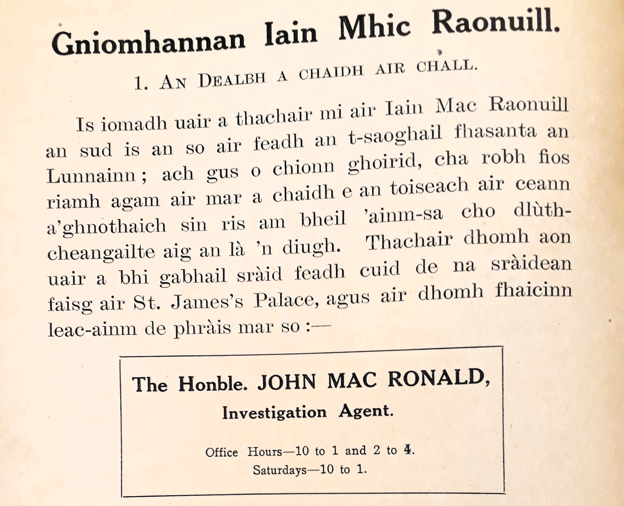 Gniomhannan Iain Mhic Raonuill.
1. An Dealbh a chaidh air chàll.
Is iomadh uair a thachair mi air Iain Mac Raonuill
an sud is an so air feadh an t-saoghail fhasanta an
Lunnainn; ach gus o chionn ghoirid, cha robh fios
riamh agam air mar a chaidh e an toiseach air ceann
a'ghnothaich sin ris am bheil 'ainm-sa cho dlùth-
cheangailte aig an là 'n diugh. Thachair dhomh aon
uair a bhi gabhail sràid feadh cuid de na sràidean
faisg air St. James's Palace, agus air dhomh fhaicinn
leac-ainm de phràis mar so :—
The Honble. JOHN MAC RONALD,
Investigation Agent.
Office Hours—10 to 1 and 2 to 4.
Saturdays—10 to 1.